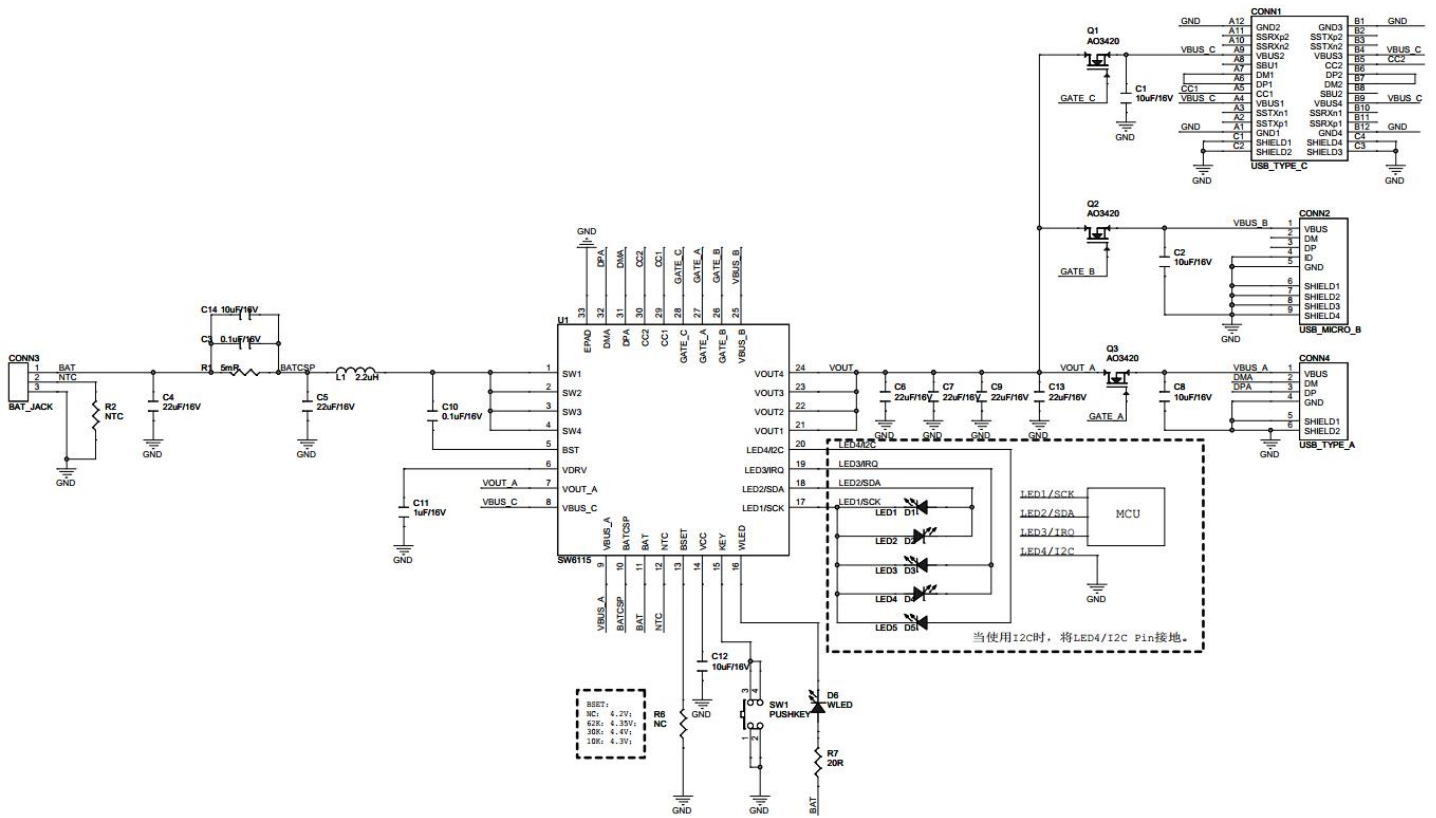 CONN1
GND A12 GND2 GND3 B1 GND
A11 SSRXp2 SSTXp2 B2
A10 SSRXn2 SSTXn2 B3
VBUS_C A9 VBUS2 VBUS3 B4 VBUS_C
A8 SBU1 CC2 B5 CC2
A7 DM1 DP2 B6
A6 DP1 DM2 B7
CC1 A5 CC1 SBU2 B8
VBUS_C A4 VBUS1 VBUS4 B9 VBUS_C
A3 SSTXn1 SSRXn1 B10
A2 SSTXp1 SSRXp1 B11
GND A1 GND1 GND4 B12 GND
C1 SHIELD1 SHIELD4 C4
C2 SHIELD2 SHIELD3 C3
USB_TYPE_C
GND
GND
Q1
AO3420
GATE_C
C1
10uF/16V
GND
Q2
AO3420
GATE_B
C2
10uF/16V
CONN2
VBUS_B 1 VBUS
2 DM
3 DP
4 ID
5 GND
6 SHIELD1
7 SHIELD2
8 SHIELD3
9 SHIELD4
USB_MICRO_B
GND
Q3
AO3420
VOUT_A
GATE_A
C8
10uF/16V
CONN4
VBUS_A 1 VBUS
DMA 2 DM
DPA 3 DP
4 GND
5 SHIELD1
6 SHIELD2
USB_TYPE_A
GND
CONN3
1 BAT
2 NTC
3
BAT_JACK
R2
NTC
GND
C4
22uF/16V
GND
C14 10uF/16V
C3 0.1uF/16V
R1 5mR
BATCSP
C5
22uF/16V
GND
L1 2.2uH
C10
0.1uF/16V
C11
1uF/16V
GND
VOUT_A
VBUS_C
GND
DPA
DMA
CC2
CC1
GATE_C
GATE_A
GATE_B
VBUS_B
33 32 31 30 29 28 27 26 25
U1
EPAD
DMA
DPA
CC2
CC1
GATE_C
GATE_A
GATE_B
VBUS_B
1 SW1
2 SW2
3 SW3
4 SW4
5 BST
6 VDRV
7 VOUT_A
8 VBUS_C
VOUT4 24 VOUT
VOUT3 23
VOUT2 22
VOUT1 21
LED4/I2C 20 LED4/I2C
LED3/IRQ 19 LED3/IRQ
LED2/SDA 18 LED2/SDA
LED1/SCK 17 LED1/SCK
VBUS_A
BATCSP
BAT
NTC
BSET
VCC
KEY
WLED
SW6115
9 10 11 12 13 14 15 16
VBUS_A
BATCSP
BAT
NTC
C6
22uF/16V
GND
C7
22uF/16V
GND
C9
22uF/16V
GND
C13
22uF/16V
GND
LED1 D1
LED2 D2
LED3 D3
LED4 D4
LED5 D5
LED1/SCK
LED2/SDA
LED3/IRQ
LED4/I2C
MCU
GND
当使用I2C时，将LED4/I2C Pin接地。
C12
10uF/16V
GND
BSET:
NC: 4.2V;
62K: 4.35V;
30K: 4.4V;
10K: 4.3V;
R6
NC
GND
3 4
SW1
PUSHKEY
1 2
GND
D6
WLED
R7
20R
BAT